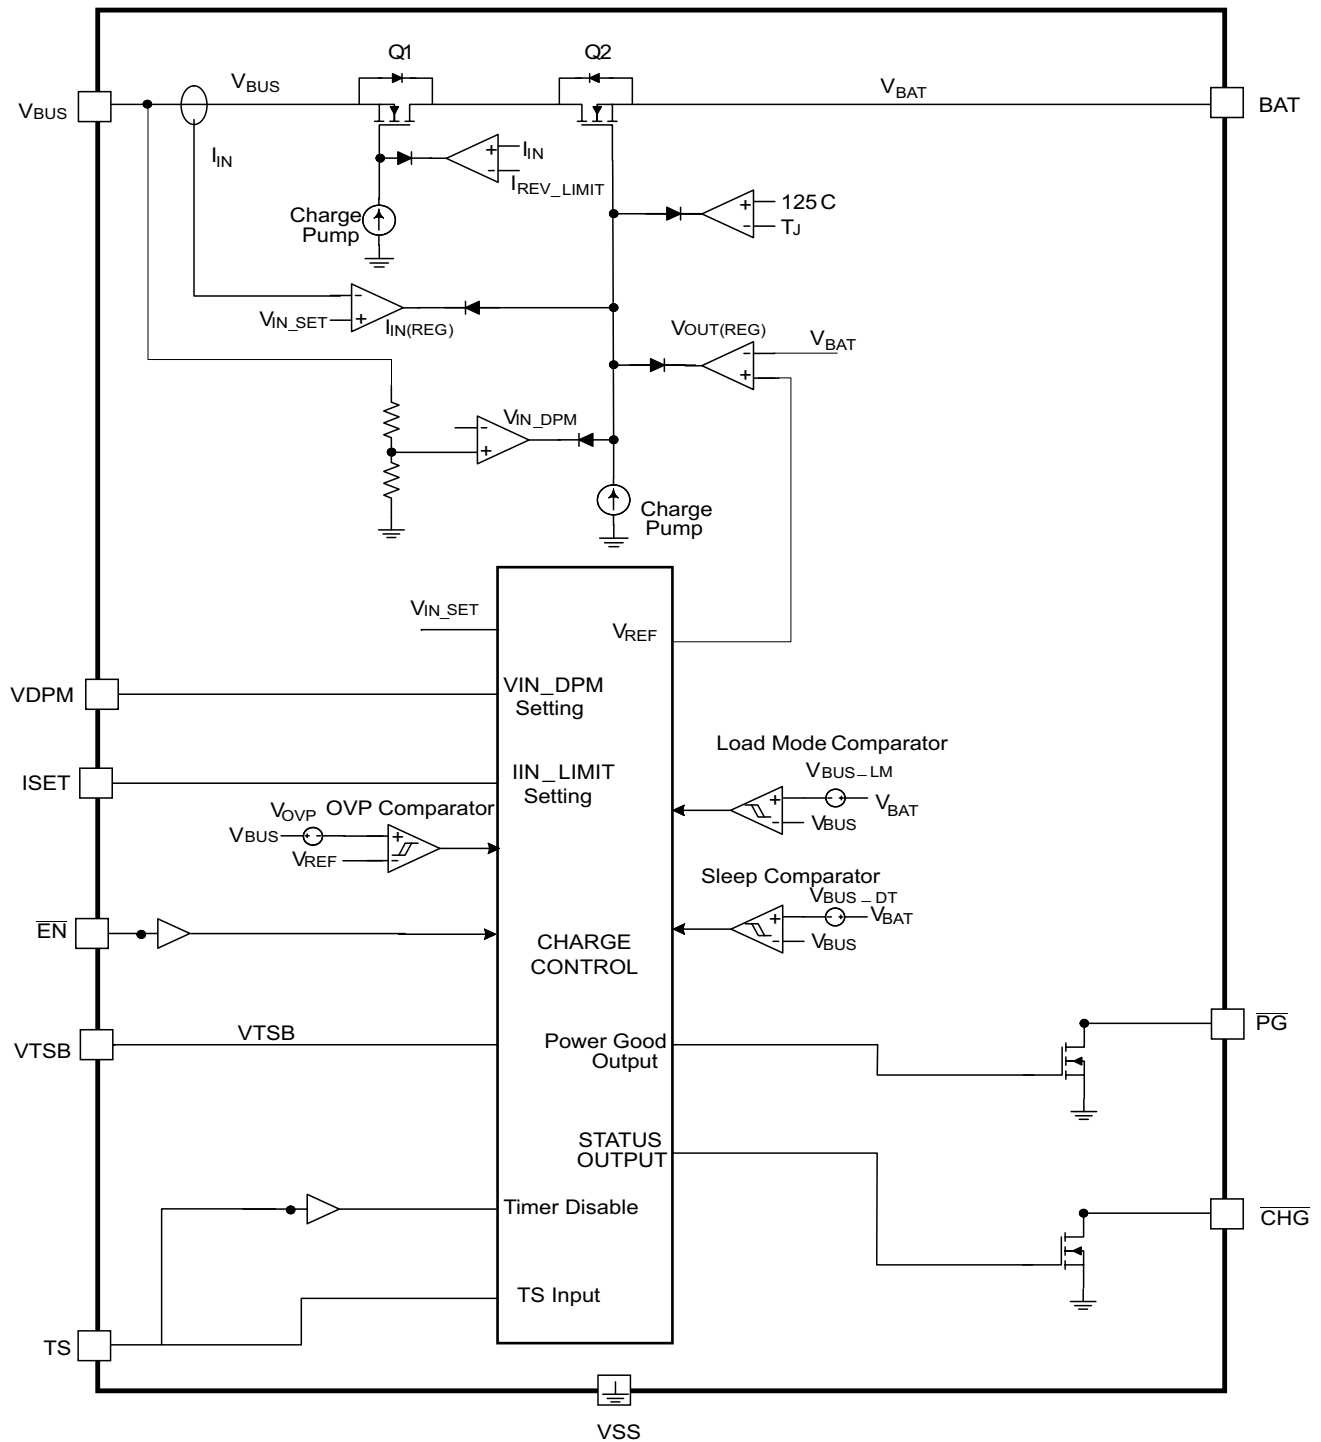 Q1
Q2
VBUS
VBAT
VBUS
BAT
IIN
IIN
IREV_LIMIT
+
-
125 C
TJ
+
-
Charge
Pump
-
+
VIN_SET
IIN(REG)
VOUT(REG)
VBAT
-
+
VIN_DPM
-
+
Charge
Pump
VIN_SET
VREF
VDPM
VIN_DPM
Setting
Load Mode Comparator
ISET
IIN_LIMIT
Setting
VBUS_LM
+
VBAT
-
VBUS
VOVP
OVP Comparator
VBUS
+
VREF
-
Sleep Comparator
VBUS_DT
+
VBAT
-
VBUS
EN
CHARGE
CONTROL
VTSB
VTSB
Power Good
Output
PG
STATUS
OUTPUT
Timer Disable
CHG
TS Input
TS
VSS